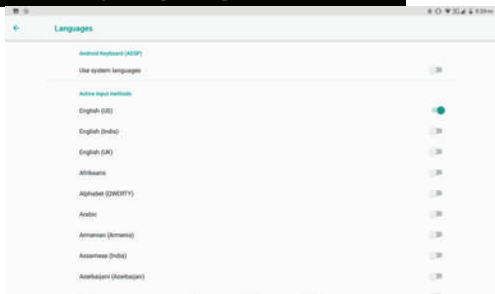 Languages
Android Keyboard (AOSP)
Use system languages
Active input methods
English (US)
English (India)
English (UK)
Afrikaans
Alphabet (QWERTY)
Arabic
Armenian (Armenia)
Assamese (India)
Azerbaijani (Azerbaijan)